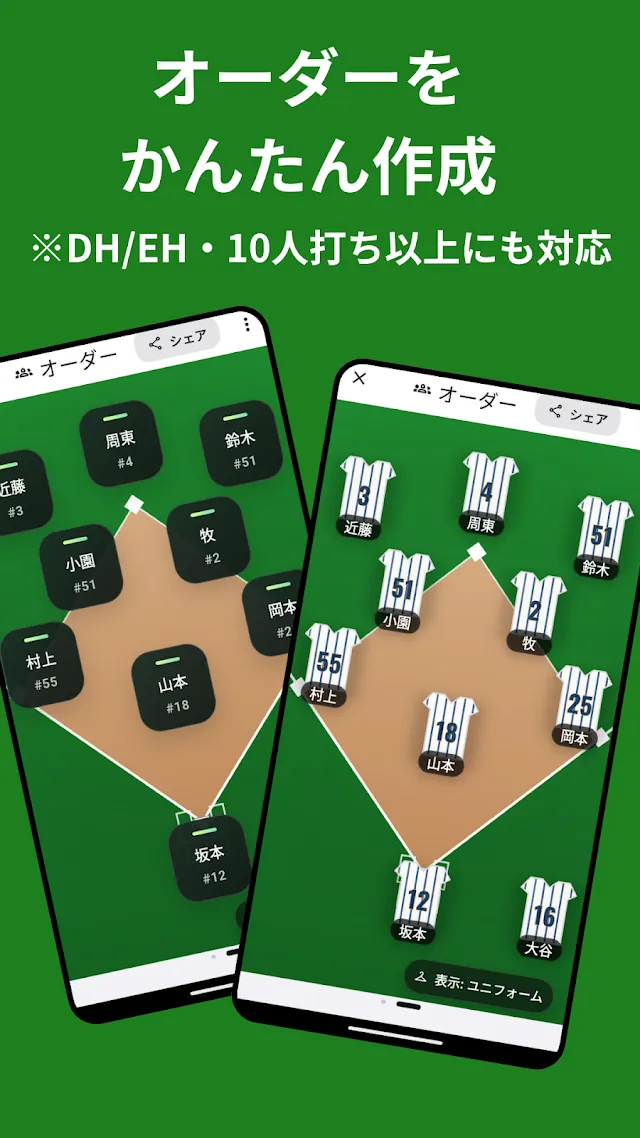 オーダーを
かんたん作成
※DH/EH・10人打ち以上にも対応
オーダー
シェア
周東
#4
鈴木
#51
近藤
#3
牧
#2
小園
#51
岡本
#2
村上
#55
山本
#18
坂本
#12
オーダー
シェア
3
近藤
4
周東
51
鈴木
51
小園
2
牧
55
村上
25
岡本
18
山本
12
坂本
16
大谷
表示: ユニフォーム